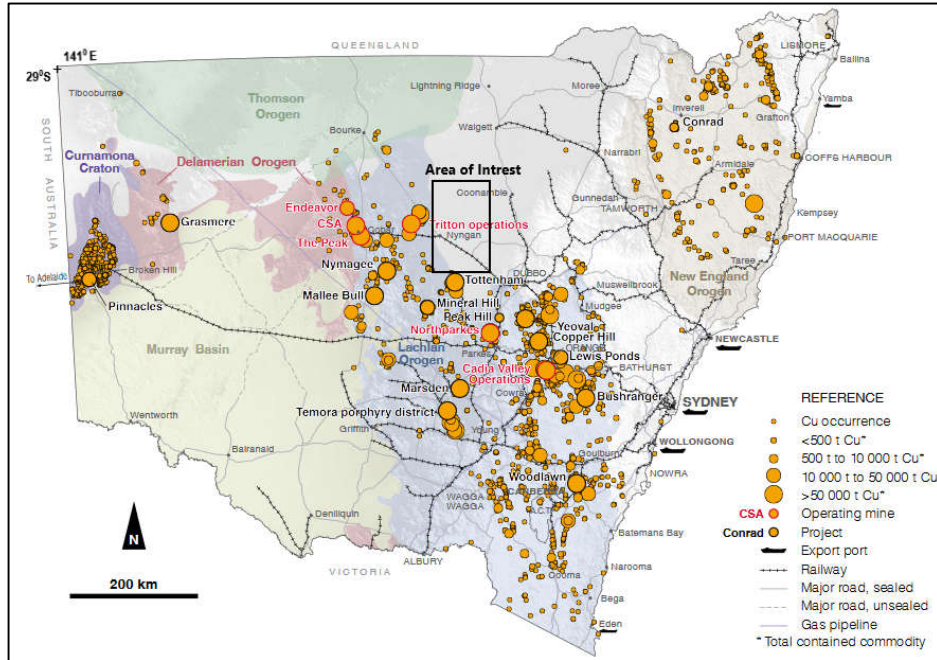 QUEENSLAND
141⁰ E
29⁰S
LISMORE
Ballina
Tibooburra
Lightning Ridge
Moree
Thomson
Orogen
Inverell
Yamba
Conrad
Grafton
Bourke
Walgett
SOUTH
AUSTRALIA
Curnamona
Craton
Delamerian Orogen
Area of Intrest
Narrabri
Armidale
COFFS HARBOUR
Coonamble
Endeavor
Gunnedah
TAMWORTH
Kempsey
Grasmere
CSA
Cobar
Tritton operations
The Peak
Nyngan
PORT MACQUARIE
Taree
To Adelaide
Broken Hill
Nymagee
DUBBO
New England
Orogen
Tottenham
Muswellbrook
Pinnacles
Mallee Bull
Mineral Hill
Mudgee
Peak Hill
Northparkes
Yeoval
Copper Hill
NEWCASTLE
Murray Basin
Lachlan
Orogen
Parkes
ORANGE
Lewis Ponds
Cadia Valley
Operations
BATHURST
Marsden
Cowra
Bushranger
SYDNEY
Wentworth
Temora porphyry district
Griffith
Young
WOLLONGONG
Balranald
Goulburn
NOWRA
Woodlawn
WAGGA
WAGGA
CANBERRA
A.C.T.
Deniliquin
Batemans Bay
N
VICTORIA
ALBURY
Cooma
Narooma
200 km
Bega
Eden
REFERENCE
Cu occurrence
<500 t Cu*
500 t to 10 000 t Cu*
10 000 t to 50 000 t Cu
>50 000 t Cu*
CSA Operating mine
Conrad Project
Export port
Railway
Major road, sealed
Major road, unsealed
Gas pipeline
* Total contained commodity